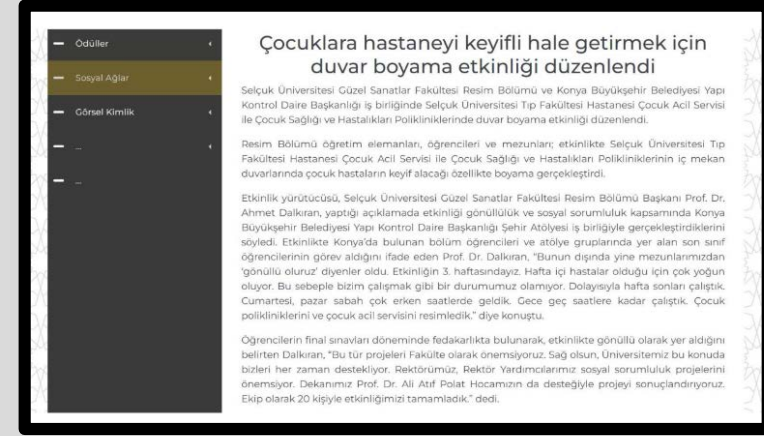 Ödüller
Sosyal Ağlar
Görsel Kimlik
...
...
Çocuklara hastaneyi keyifli hale getirmek için
duvar boyama etkinliği düzenlendi
Selçuk Üniversitesi Güzel Sanatlar Fakültesi Resim Bölümü ve Konya Büyükşehir Belediyesi Yapı
Kontrol Daire Başkanlığı iş birliğinde Selçuk Üniversitesi Tıp Fakültesi Hastanesi Çocuk Acil Servisi
ile Çocuk Sağlığı ve Hastalıkları Polikliniklerinde duvar boyama etkinliği düzenlendi.
Resim Bölümü öğretim elemanları, öğrencileri ve mezunları; etkinlikte Selçuk Üniversitesi Tıp
Fakültesi Hastanesi Çocuk Acil Servisi ile Çocuk Sağlığı ve Hastalıkları Polikliniklerinin iç mekan
duvarlarında çocuk hastaların keyif alacağı özellikte boyama gerçekleştirdi.
Etkinlik yürütücüsü, Selçuk Üniversitesi Güzel Sanatlar Fakültesi Resim Bölümü Başkanı Prof. Dr.
Ahmet Dalkıran, yaptığı açıklamada etkinliği gönüllülük ve sosyal sorumluluk kapsamında Konya
Büyükşehir Belediyesi Yapı Kontrol Daire Başkanlığı Şehir Atölyesi iş birliğiyle gerçekleştirdiklerini
söyledi. Etkinlikte Konya'da bulunan bölüm öğrencileri ve atölye gruplarında yer alan son sınıf
öğrencilerinin görev aldığını ifade eden Prof. Dr. Dalkıran, "Bunun dışında yine mezunlarımızdan
'gönüllü oluruz' diyenler oldu. Etkinliğin 3. haftasındayız. Hafta içi hastalar olduğu için çok yoğun
oluyor. Bu sebeple bizim çalışmak gibi bir durumumuz olamıyor. Dolayısıyla hafta sonları çalıştık.
Cumartesi, pazar sabah çok erken saatlerde geldik. Gece geç saatlere kadar çalıştık. Çocuk
polikliniklerini ve çocuk acil servisini resimledik." diye konuştu.
Öğrencilerin final sınavları döneminde fedakarlıkta bulunarak, etkinlikte gönüllü olarak yer aldığını
belirten Dalkıran, "Bu tür projeleri Fakülte olarak önemsiyoruz. Sağ olsun, Üniversitemiz bu konuda
bizleri her zaman destekliyor. Rektörümüz, Rektör Yardımcılarımız sosyal sorumluluk projelerini
önemsiyor. Dekanımız Prof. Dr. Ali Atıf Polat Hocamızın da desteğiyle projeyi sonuçlandırıyoruz.
Ekip olarak 20 kişiyle etkinliğimizi tamamladık." dedi.